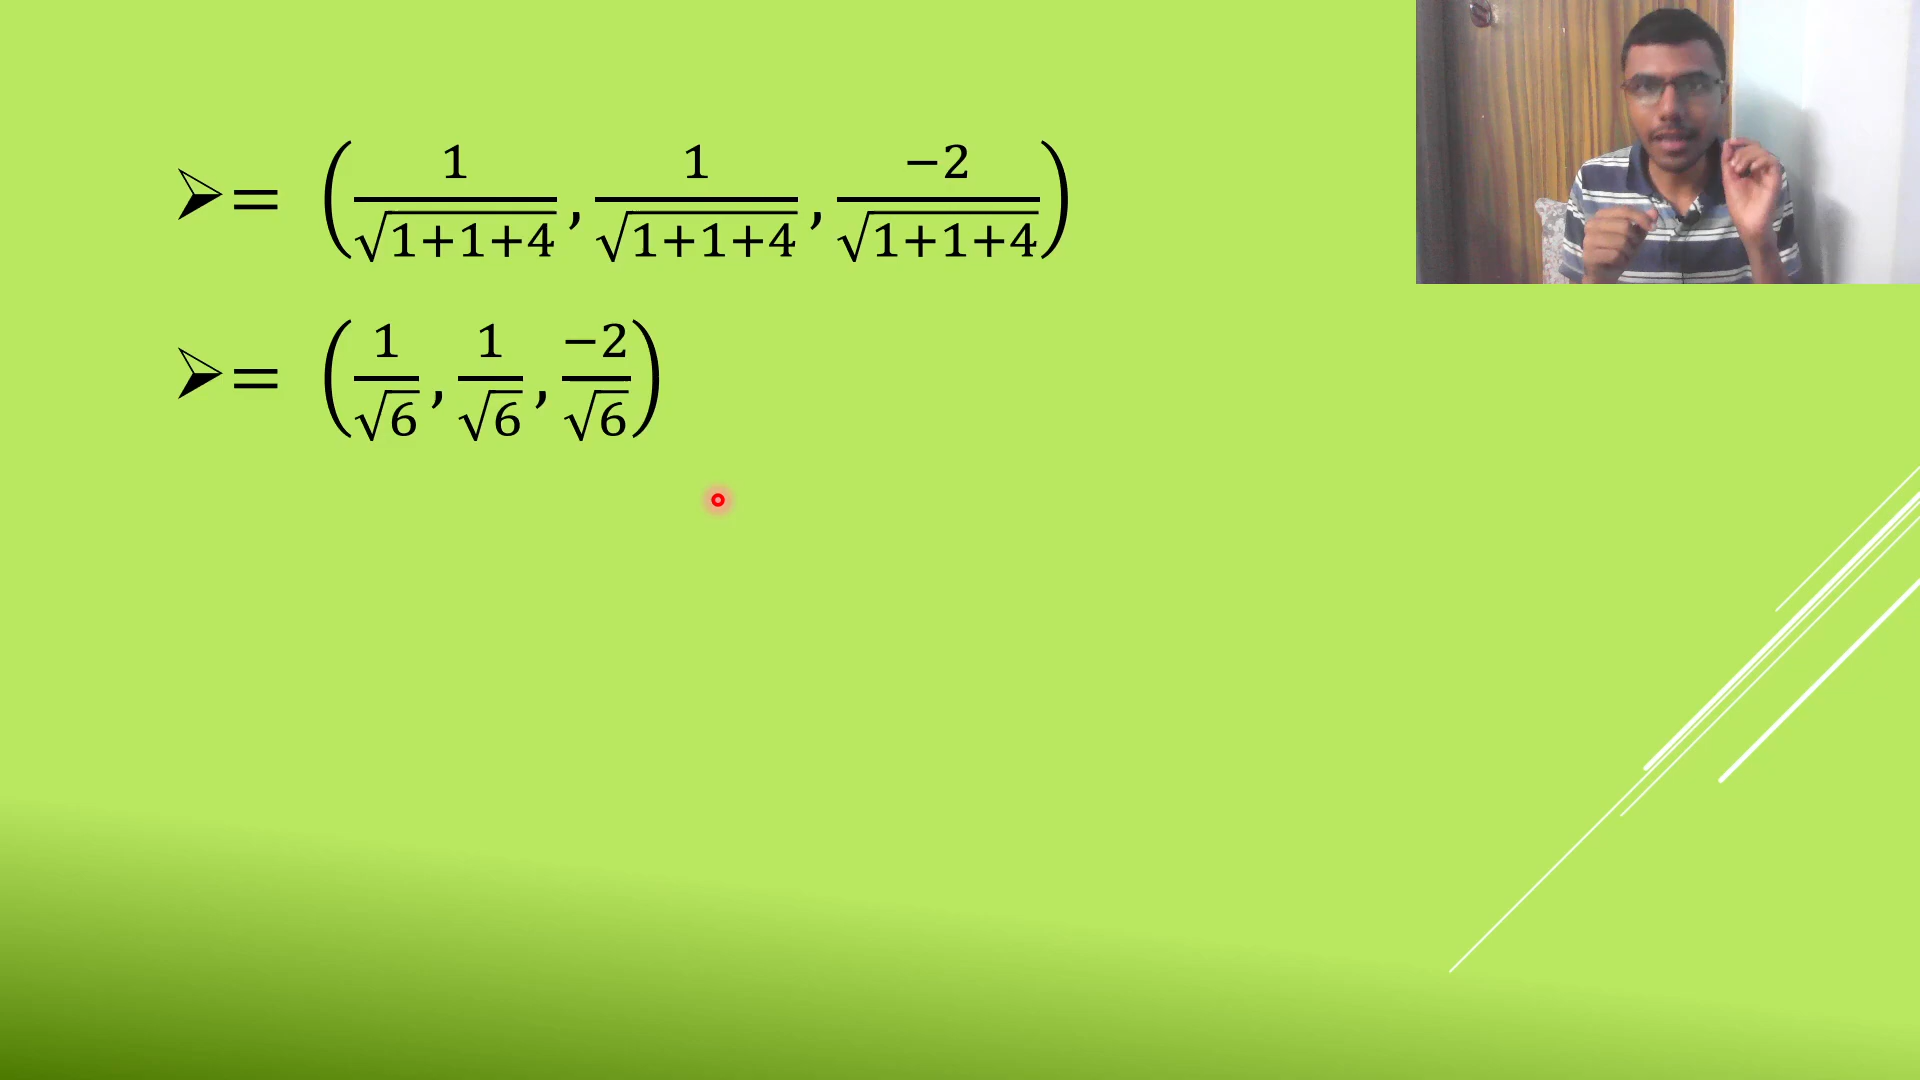 ➢= (1/√1+1+4, 1/√1+1+4, −2/√1+1+4)
➢= (1/√6, 1/√6, −2/√6)